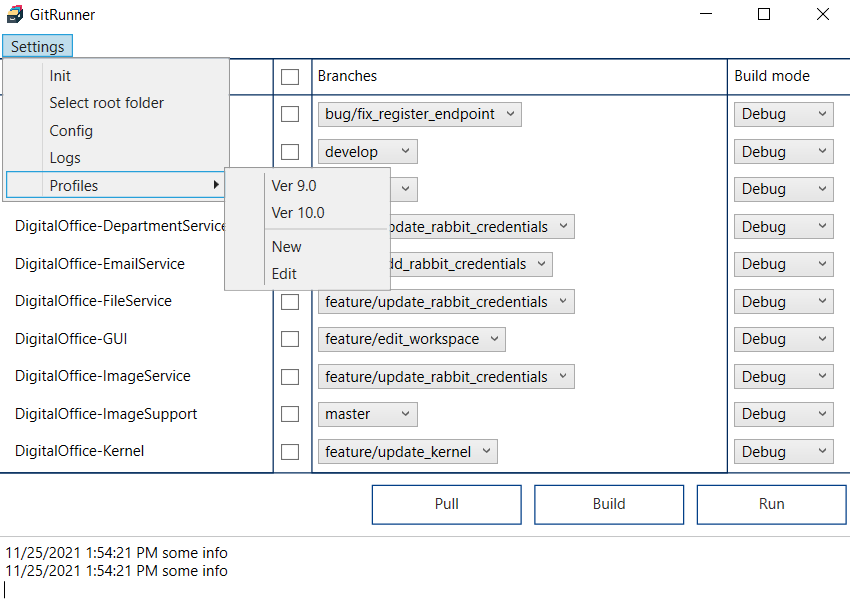 GitRunner
Settings
Init
Select root folder
Config
Logs
Profiles
Ver 9.0
Ver 10.0
New
Edit
Branches Build mode
bug/fix_register_endpoint Debug
develop Debug
Debug
DigitalOffice-DepartmentService pdate_rabbit_credentials Debug
DigitalOffice-EmailService dd_rabbit_credentials Debug
DigitalOffice-FileService feature/update_rabbit_credentials Debug
DigitalOffice-GUI feature/edit_workspace Debug
DigitalOffice-ImageService feature/update_rabbit_credentials Debug
DigitalOffice-ImageSupport master Debug
DigitalOffice-Kernel feature/update_kernel Debug
Pull Build Run
11/25/2021 1:54:21 PM some info
11/25/2021 1:54:21 PM some info